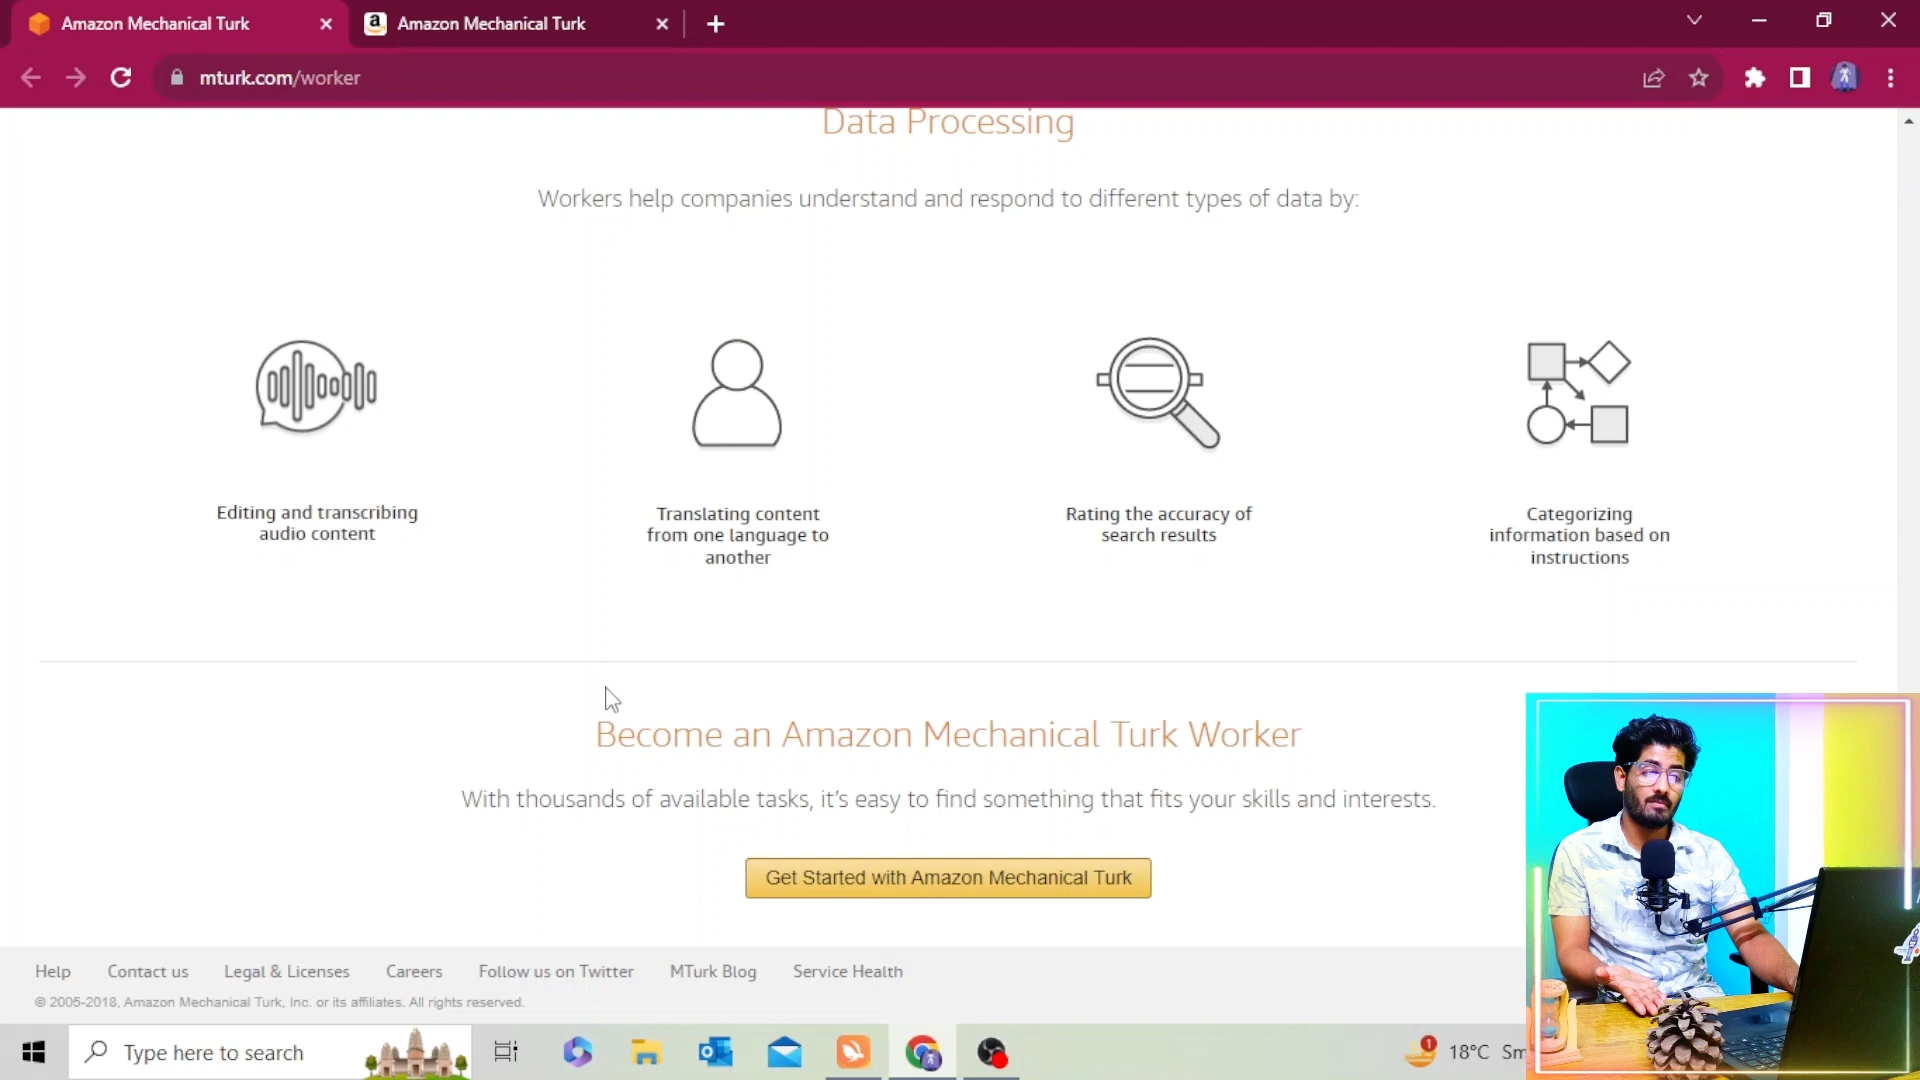 Amazon Mechanical Turk
Amazon Mechanical Turk
mturk.com/worker
Data Processing
Workers help companies understand and respond to different types of data by:
Editing and transcribing
audio content
Translating content
from one language to
another
Rating the accuracy of
search results
Categorizing
information based on
instructions
Become an Amazon Mechanical Turk Worker
With thousands of available tasks, it's easy to find something that fits your skills and interests.
Get Started with Amazon Mechanical Turk
Help Contact us Legal & Licenses Careers Follow us on Twitter MTurk Blog Service Health
© 2005-2018, Amazon Mechanical Turk, Inc. or its affiliates. All rights reserved.
Type here to search
1
18°C Sm